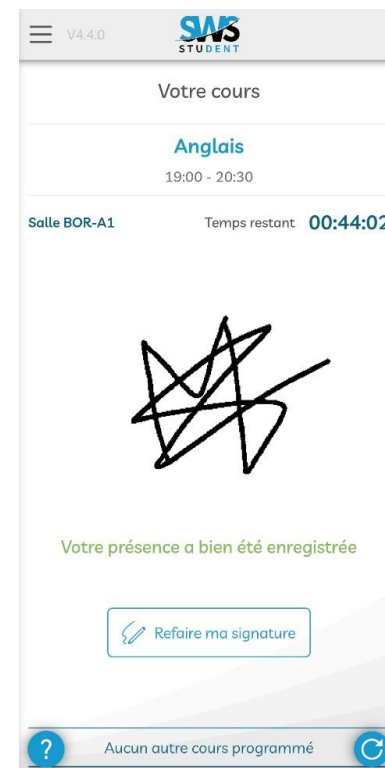 V4.4.0
SWS
STUDENT
Votre cours
Anglais
19:00 - 20:30
Salle BOR-A1 Temps restant 00:44:02
Votre présence a bien été enregistrée
Refaire ma signature
? Aucun autre cours programmé